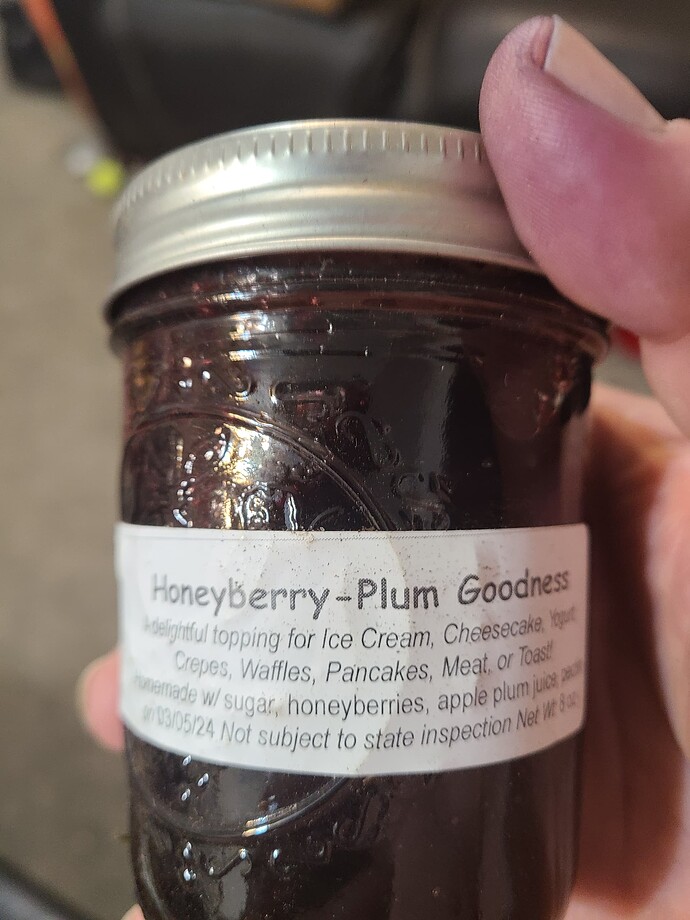 Honeyberry-Plum Goodness
A delightful topping for Ice Cream, Cheesecake, Yogurt,
Crepes, Waffles, Pancakes, Meat, or Toast!
Homemade w/ sugar, honeyberries, apple plum juice,
on 03/05/24 Not subject to state inspection Net Wt 8 oz